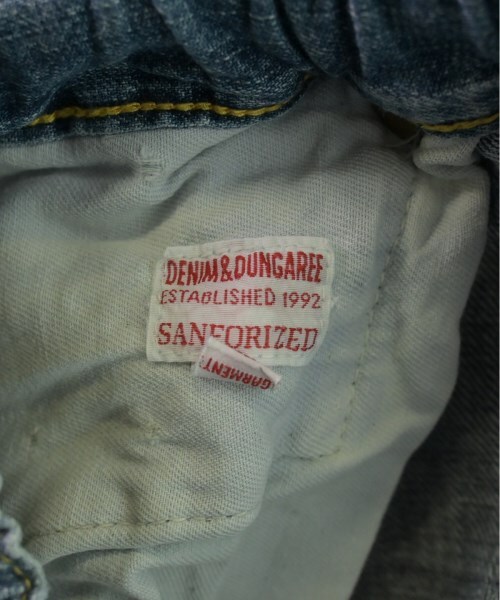 DENIM&DUNGAREE
ESTABLISHED 1992
SANFORIZED
GARMENT